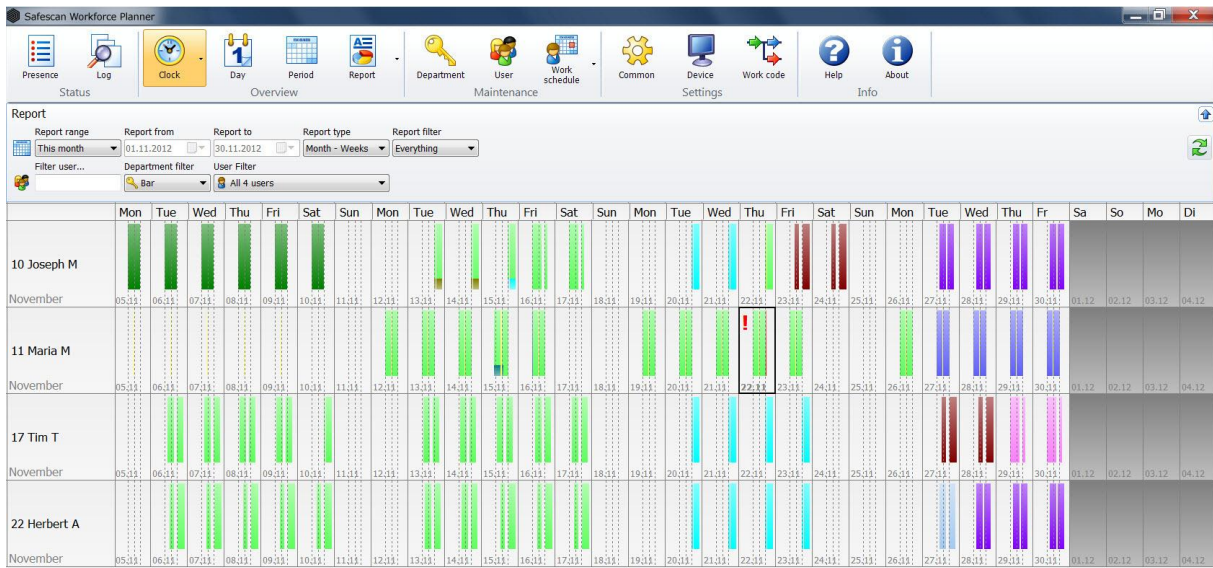 Safescan Workforce Planner
Presence Log Clock Day Period Report Department User Work schedule Common Device Work code Help About
Status Overview Maintenance Settings Info
Report
Report range Report from Report to Report type Report filter
This month 01.11.2012 30.11.2012 Month - Weeks Everything
Filter user... Department filter User Filter
Bar All 4 users
Mon Tue Wed Thu Fri Sat Sun Mon Tue Wed Thu Fri Sat Sun Mon Tue Wed Thu Fri Sat Sun Mon Tue Wed Thu Fr Sa So Mo Di
10 Joseph M
November 05.11 06.11 07.11 08.11 09.11 10.11 11.11 12.11 13.11 14.11 15.11 16.11 17.11 18.11 19.11 20.11 21.11 22.11 23.11 24.11 25.11 26.11 27.11 28.11 29.11 30.11 01.12 02.12 03.12 04.12
!
11 Maria M
November 05.11 06.11 07.11 08.11 09.11 10.11 11.11 12.11 13.11 14.11 15.11 16.11 17.11 18.11 19.11 20.11 21.11 22.11 23.11 24.11 25.11 26.11 27.11 28.11 29.11 30.11 01.12 02.12 03.12 04.12
17 Tim T
November 05.11 06.11 07.11 08.11 09.11 10.11 11.11 12.11 13.11 14.11 15.11 16.11 17.11 18.11 19.11 20.11 21.11 22.11 23.11 24.11 25.11 26.11 27.11 28.11 29.11 30.11 01.12 02.12 03.12 04.12
22 Herbert A
November 05.11 06.11 07.11 08.11 09.11 10.11 11.11 12.11 13.11 14.11 15.11 16.11 17.11 18.11 19.11 20.11 21.11 22.11 23.11 24.11 25.11 26.11 27.11 28.11 29.11 30.11 01.12 02.12 03.12 04.12